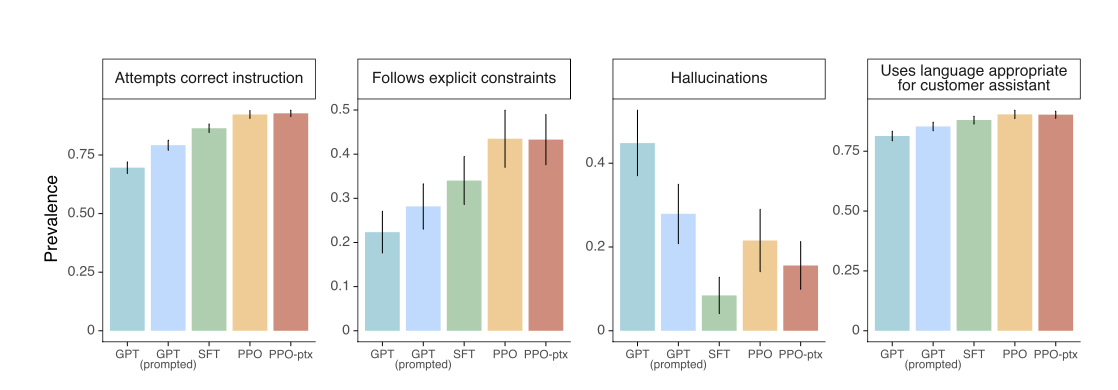 Attempts correct instruction
Follows explicit constraints
Hallucinations
Uses language appropriate
for customer assistant
Prevalence
0.75
0.50
0.25
0
GPT
GPT
(prompted)
SFT
PPO
PPO-ptx
0.5
0.4
0.3
0.2
0.1
0
GPT
GPT
(prompted)
SFT
PPO
PPO-ptx
0.4
0.2
0
GPT
GPT
(prompted)
SFT
PPO
PPO-ptx
0.75
0.50
0.25
0
GPT
GPT
(prompted)
SFT
PPO
PPO-ptx